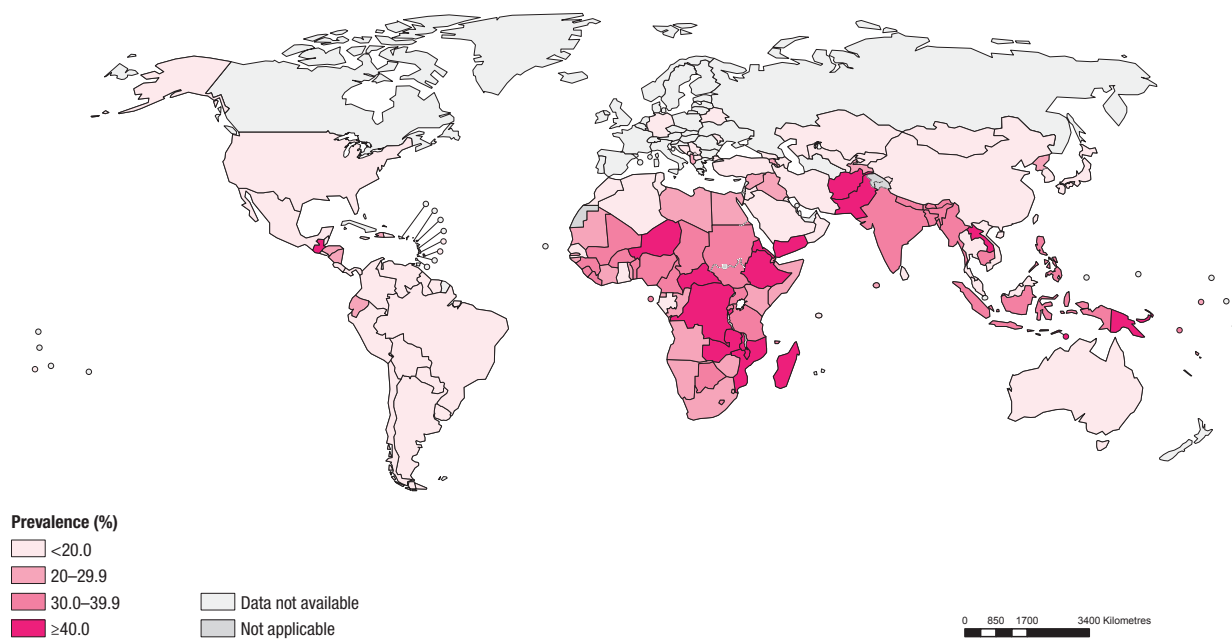 Prevalence (%)
<20.0
20–29.9
30.0–39.9
≥40.0
Data not available
Not applicable
0 850 1700 3400 Kilometres